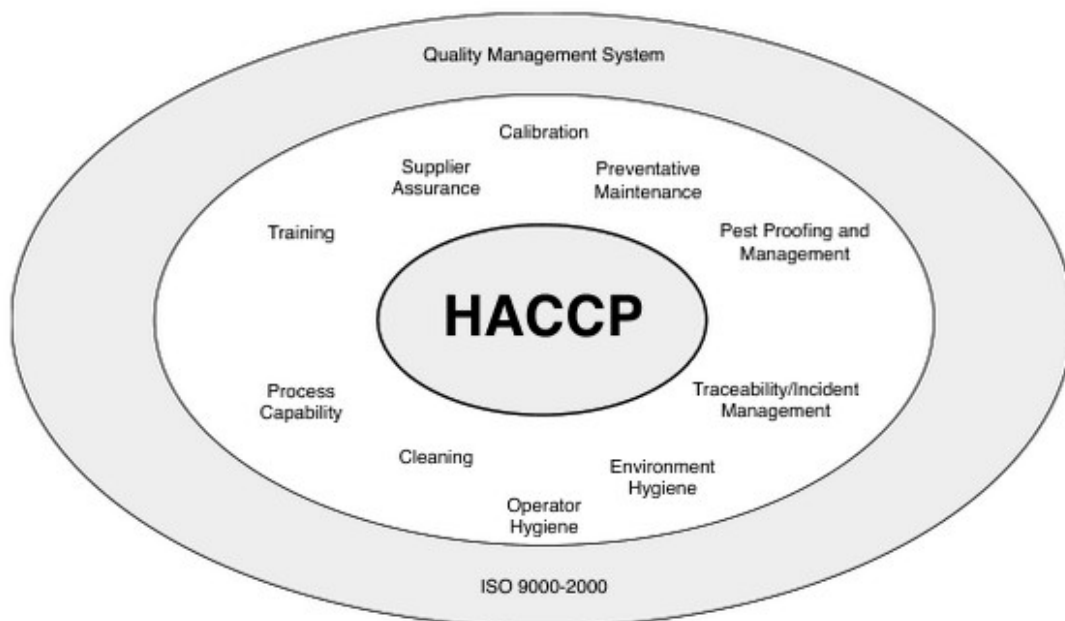 Quality Management System
Calibration
Supplier
Assurance
Preventative
Maintenance
Training
Pest Proofing and
Management
HACCP
Process
Capability
Traceability/Incident
Management
Cleaning
Environment
Hygiene
Operator
Hygiene
ISO 9000-2000